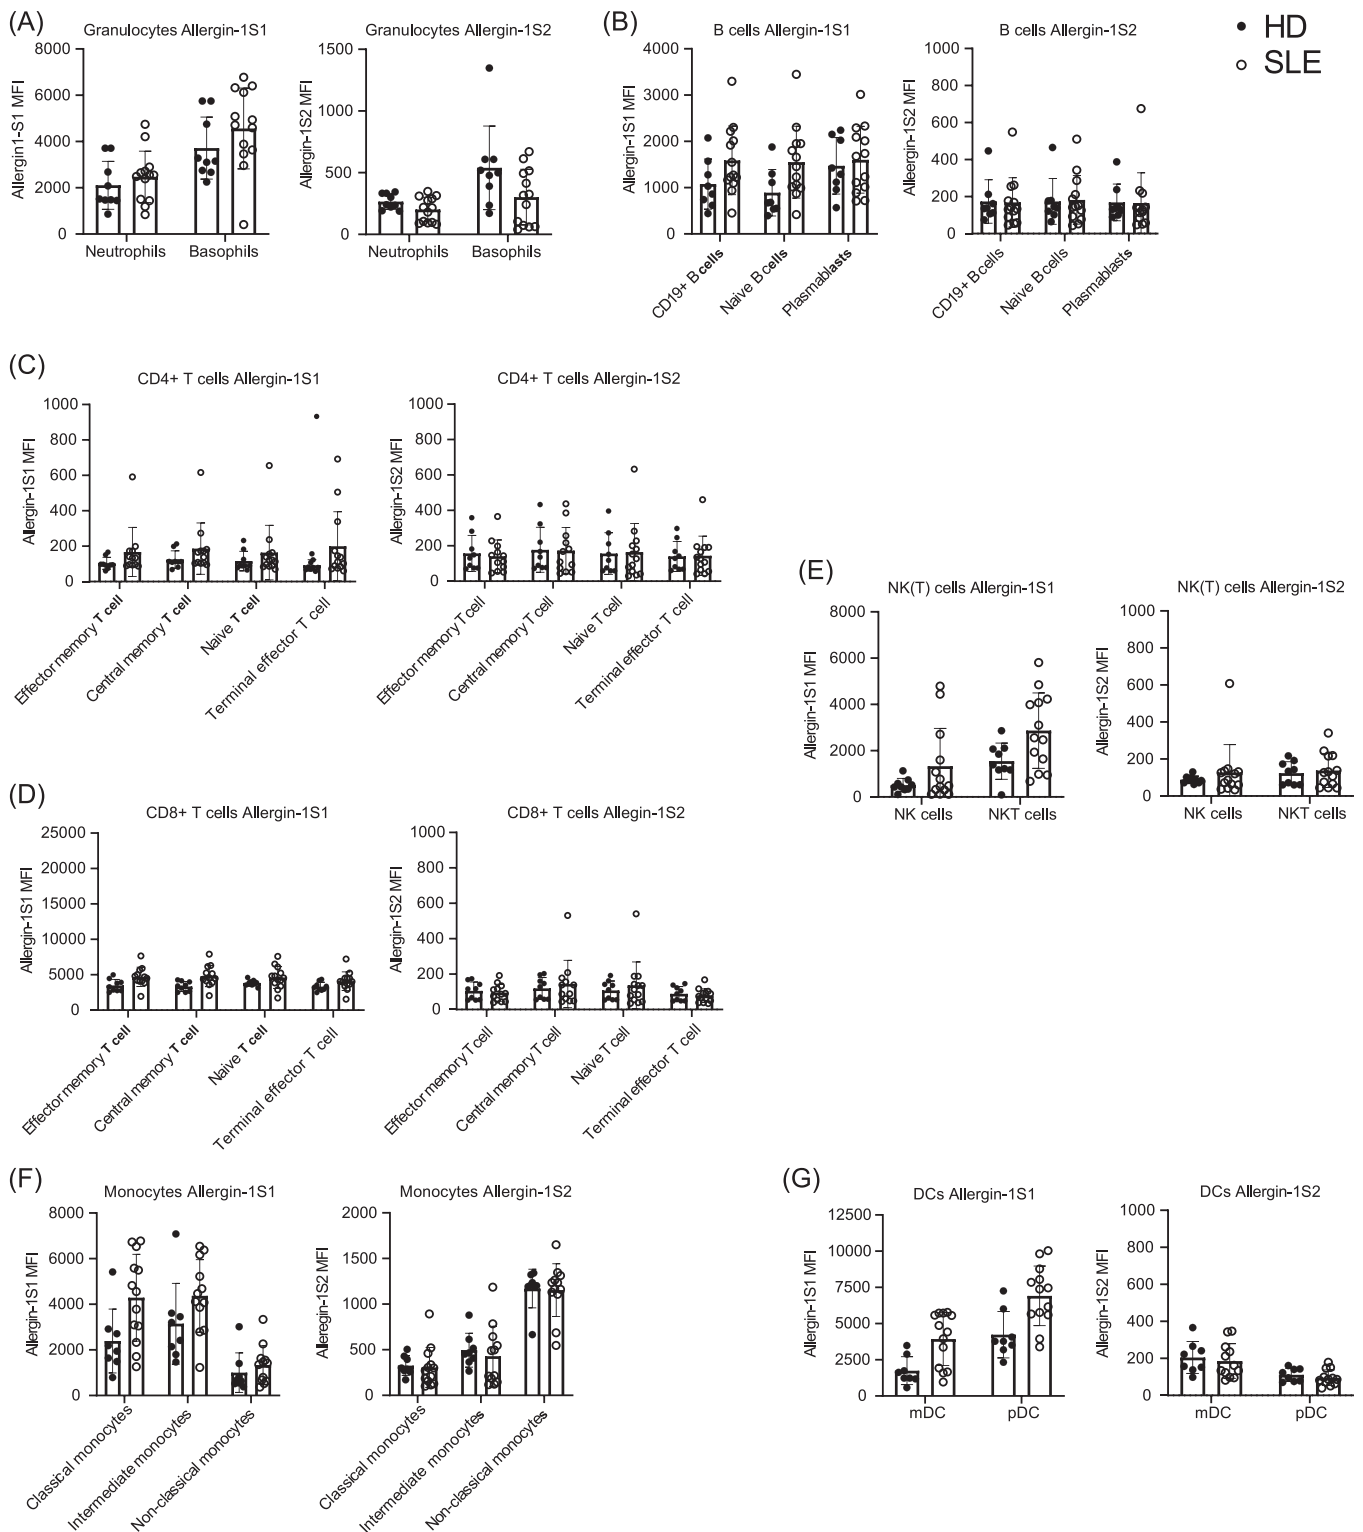 (A)
Granulocytes Allergin-1S1
Allergin1-S1 MFI
8000
6000
4000
2000
0
Neutrophils
Basophils
Granulocytes Allergin-1S2
Allergin-1S2 MFI
1500
1000
500
0
Neutrophils
Basophils
(B)
B cells Allergin-1S1
Allergin-1S1 MFI
4000
3000
2000
1000
0
CD19+ B cells
Naive B cells
Plasmablasts
B cells Allergin-1S2
Alleergin-1S2 MFI
1000
800
600
400
200
0
CD19+ B cells
Naive B cells
Plasmablasts
HD
SLE
(C)
CD4+ T cells Allergin-1S1
Allergin-1S1 MFI
1000
800
600
400
200
0
Effector memory T cell
Central memory T cell
Naive T cell
Terminal effector T cell
CD4+ T cells Allergin-1S2
Allergin-1S2 MFI
1000
800
600
400
200
0
Effector memory T cell
Central memory T cell
Naive T cell
Terminal effector T cell
(D)
CD8+ T cells Allergin-1S1
Allergin-1S1 MFI
25000
20000
15000
10000
5000
0
Effector memory T cell
Central memory T cell
Naive T cell
Terminal effector T cell
CD8+ T cells Allergin-1S2
Allergin-1S2 MFI
1000
800
600
400
200
0
Effector memory T cell
Central memory T cell
Naive T cell
Terminal effector T cell
(E)
NK(T) cells Allergin-1S1
Allergin-1S1 MFI
8000
6000
4000
2000
0
NK cells
NKT cells
NK(T) cells Allergin-1S2
Allergin-1S2 MFI
1000
800
600
400
200
0
NK cells
NKT cells
(F)
Monocytes Allergin-1S1
Allergin-1S1 MFI
8000
6000
4000
2000
0
Classical monocytes
Intermediate monocytes
Non-classical monocytes
Monocytes Allergin-1S2
Alleregin-1S2 MFI
2000
1500
1000
500
0
Classical monocytes
Intermediate monocytes
Non-classical monocytes
(G)
DCs Allergin-1S1
Allergin-1S1 MFI
12500
10000
7500
5000
2500
0
mDC
pDC
DCs Allergin-1S2
Allergin-1S2 MFI
1000
800
600
400
200
0
mDC
pDC